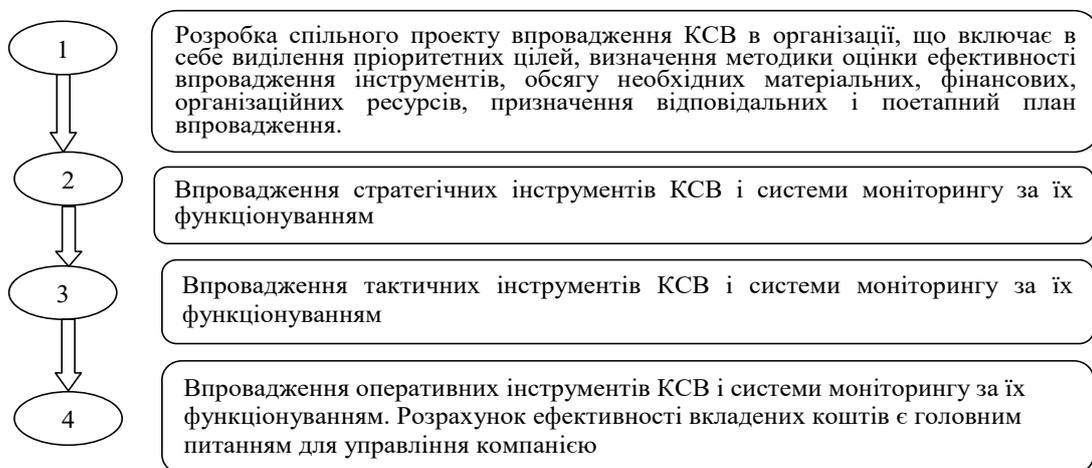 1
Розробка спільного проекту впровадження КСВ в організації, що включає в
себе виділення пріоритетних цілей, визначення методики оцінки ефективності
впровадження інструментів, обсягу необхідних матеріальних, фінансових,
організаційних ресурсів, призначення відповідальних і поетапний план
впровадження.
2
Впровадження стратегічних інструментів КСВ і системи моніторингу за їх
функціонуванням
3
Впровадження тактичних інструментів КСВ і системи моніторингу за їх
функціонуванням
4
Впровадження оперативних інструментів КСВ і системи моніторингу за їх
функціонуванням. Розрахунок ефективності вкладених коштів є головним
питанням для управління компанією